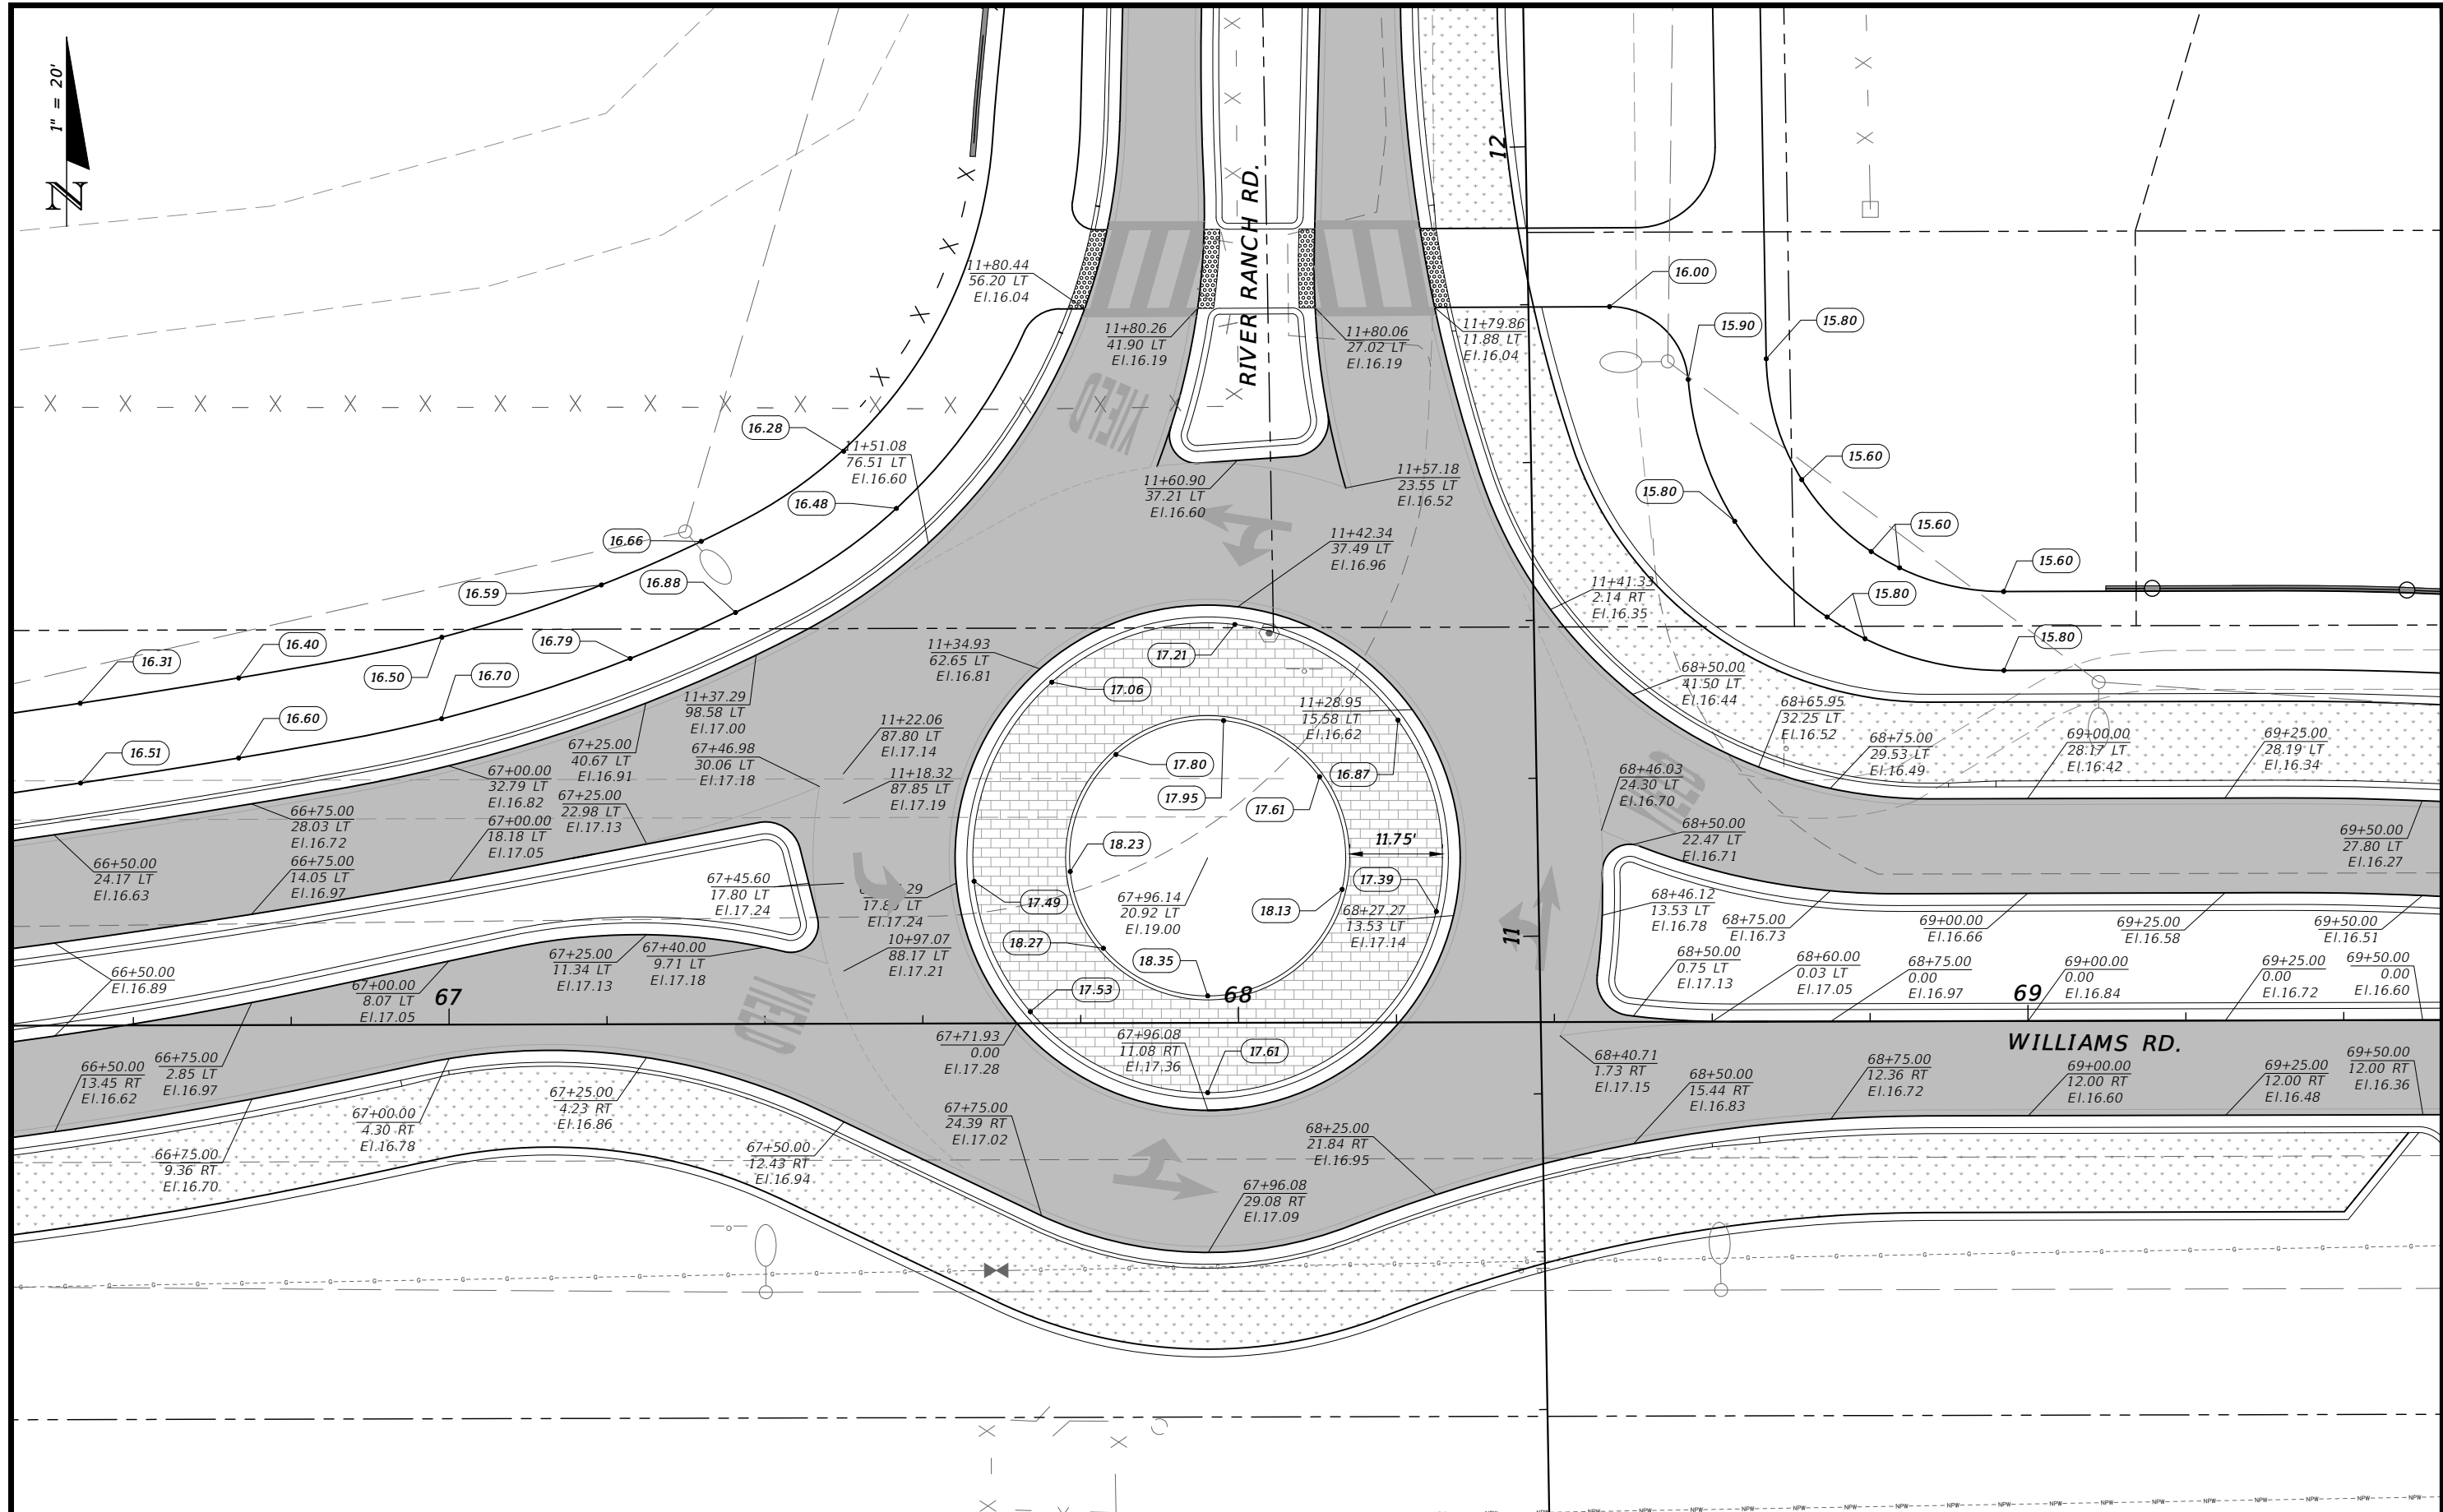 1" = 20'
N
12
RIVER RANCH RD.
11+80.44
56.20 LT
El.16.04
16.00
15.90
15.80
11+80.26
41.90 LT
El.16.19
11+80.06
27.02 LT
El.16.19
11+79.86
11.88 LT
El.16.04
YIELD
16.28
11+51.08
76.51 LT
El.16.60
16.48
11+60.90
37.21 LT
El.16.60
11+57.18
23.55 LT
El.16.52
15.60
15.80
15.60
16.66
11+42.34
37.49 LT
El.16.96
15.60
16.59
16.88
11+41.33
2.14 RT
El.16.35
15.80
15.80
16.31
16.40
16.79
16.50
16.70
11+34.93
62.65 LT
El.16.81
17.21
17.06
68+50.00
41.50 LT
El.16.44
11+37.29
98.58 LT
El.17.00
11+28.95
15.58 LT
El.16.62
68+65.95
32.25 LT
El.16.52
16.60
16.51
11+22.06
87.80 LT
El.17.14
67+25.00
40.67 LT
El.16.91
67+46.98
30.06 LT
El.17.18
68+75.00
29.53 LT
El.16.49
69+00.00
28.17 LT
El.16.42
69+25.00
28.19 LT
El.16.34
67+00.00
32.79 LT
El.16.82
11+18.32
87.85 LT
El.17.19
17.80
17.95
17.61
16.87
68+46.03
24.30 LT
El.16.70
YIELD
67+25.00
22.98 LT
El.17.13
66+75.00
28.03 LT
El.16.72
67+00.00
18.18 LT
El.17.05
68+50.00
22.47 LT
El.16.71
69+50.00
27.80 LT
El.16.27
11.75'
18.23
66+50.00
24.17 LT
El.16.63
66+75.00
14.05 LT
El.16.97
67+45.60
17.80 LT
El.17.24
El.17.24
17.49
67+96.14
20.92 LT
El.19.00
18.13
17.39
68+27.27
13.53 LT
El.17.14
68+46.12
13.53 LT
El.16.78
68+75.00
El.16.73
69+00.00
El.16.66
69+25.00
El.16.58
69+50.00
El.16.51
11
10+97.07
88.17 LT
El.17.21
18.27
18.35
67+25.00
11.34 LT
El.17.13
67+40.00
9.71 LT
El.17.18
66+50.00
El.16.89
68+50.00
0.75 LT
El.17.13
68+60.00
0.03 LT
El.17.05
68+75.00
0.00
El.16.97
69+00.00
0.00
El.16.84
69+25.00
0.00
El.16.72
69+50.00
0.00
El.16.60
67+00.00
8.07 LT
El.17.05
67
YIELD
17.53
68
69
WILLIAMS RD.
67+71.93
0.00
El.17.28
67+96.08
11.08 RT
El.17.36
17.61
66+50.00
13.45 RT
El.16.62
66+75.00
2.85 LT
El.16.97
68+40.71
1.73 RT
El.17.15
68+50.00
15.44 RT
El.16.83
68+75.00
12.36 RT
El.16.72
69+00.00
12.00 RT
El.16.60
69+25.00
12.00 RT
El.16.48
69+50.00
12.00 RT
El.16.36
67+25.00
4.23 RT
El.16.86
67+00.00
4.30 RT
El.16.78
67+75.00
24.39 RT
El.17.02
68+25.00
21.84 RT
El.16.95
66+75.00
9.36 RT
El.16.70
67+50.00
12.43 RT
El.16.94
67+96.08
29.08 RT
El.17.09